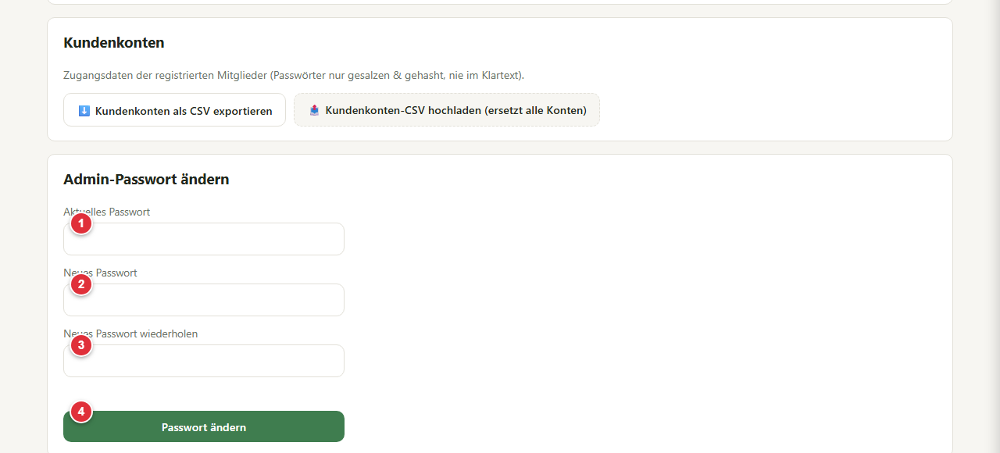 Kundenkonten
Zugangsdaten der registrierten Mitglieder (Passwörter nur gesalzen & gehasht, nie im Klartext).
Kundenkonten als CSV exportieren
Kundenkonten-CSV hochladen (ersetzt alle Konten)
Admin-Passwort ändern
Aktuelles Passwort
1
Neues Passwort
2
Neues Passwort wiederholen
3
4
Passwort ändern